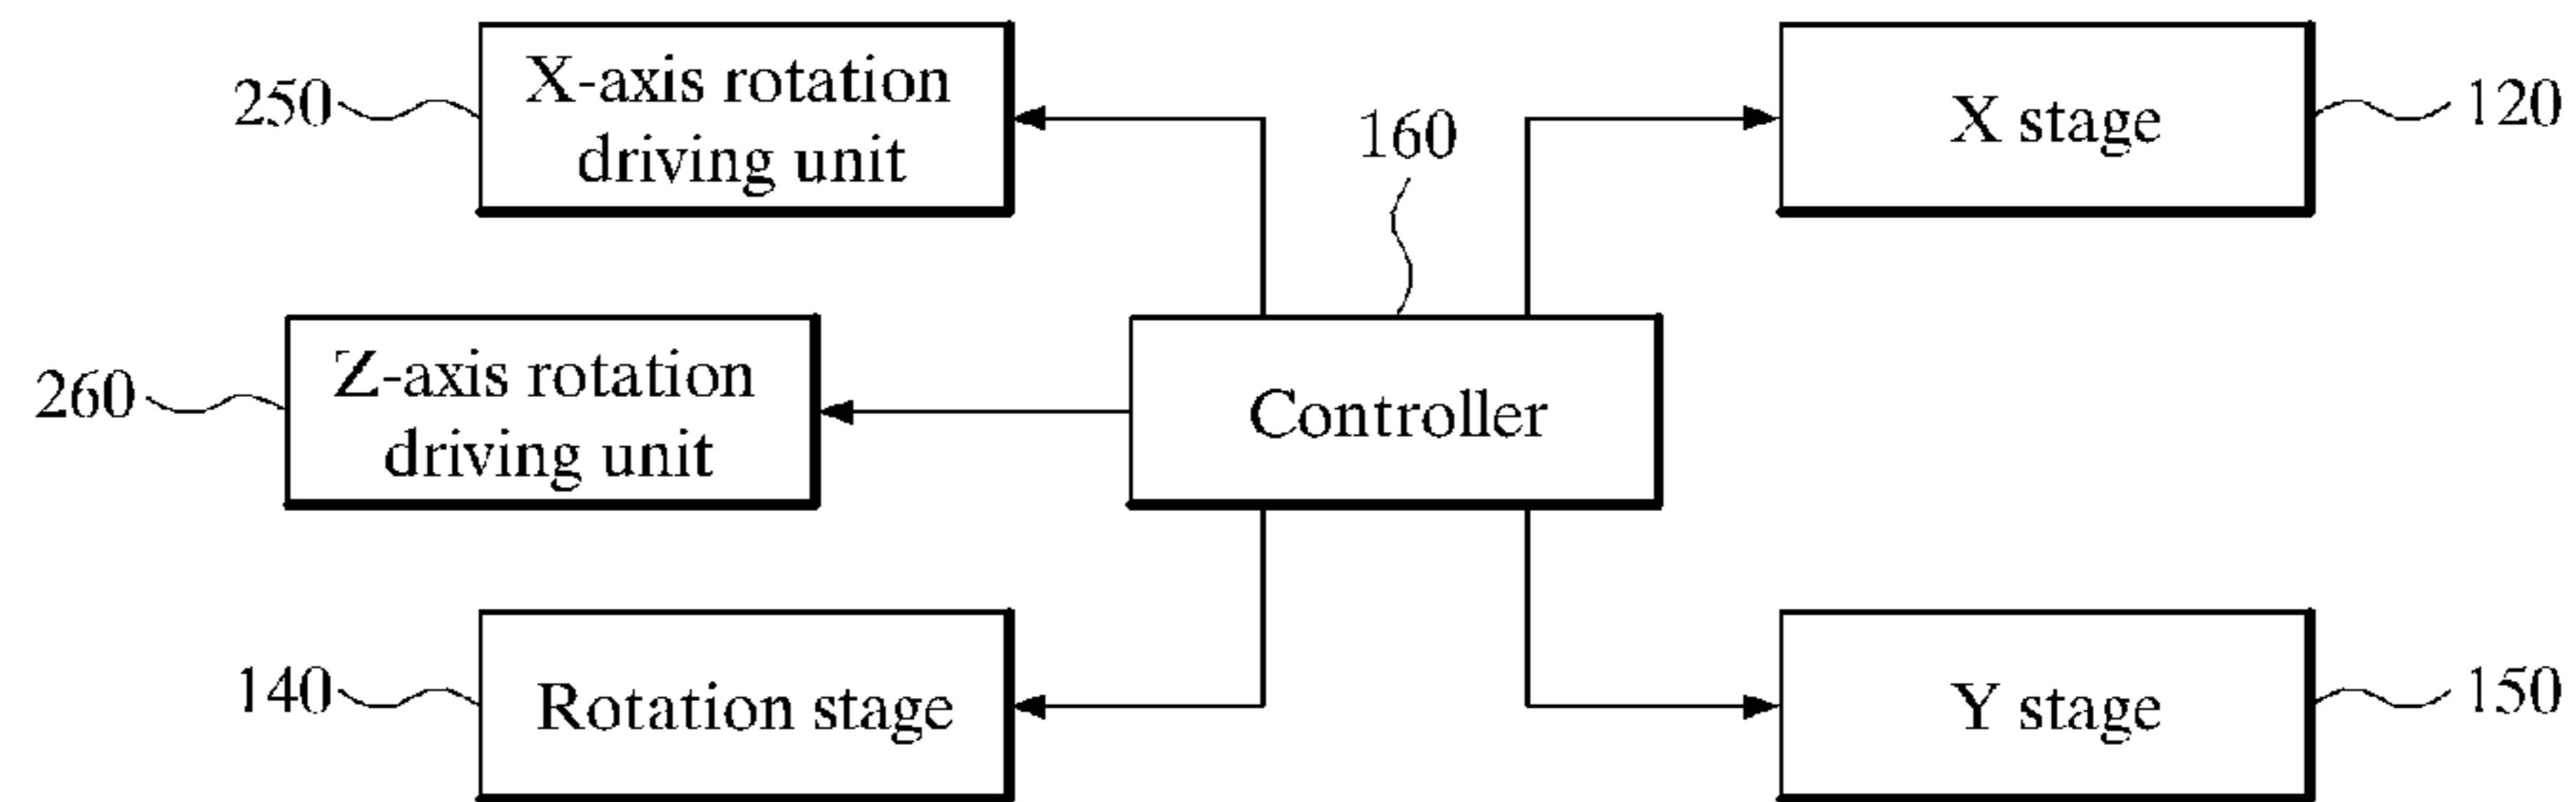 250
X-axis rotation
driving unit
160
X stage
120
260
Z-axis rotation
driving unit
Controller
140
Rotation stage
Y stage
150